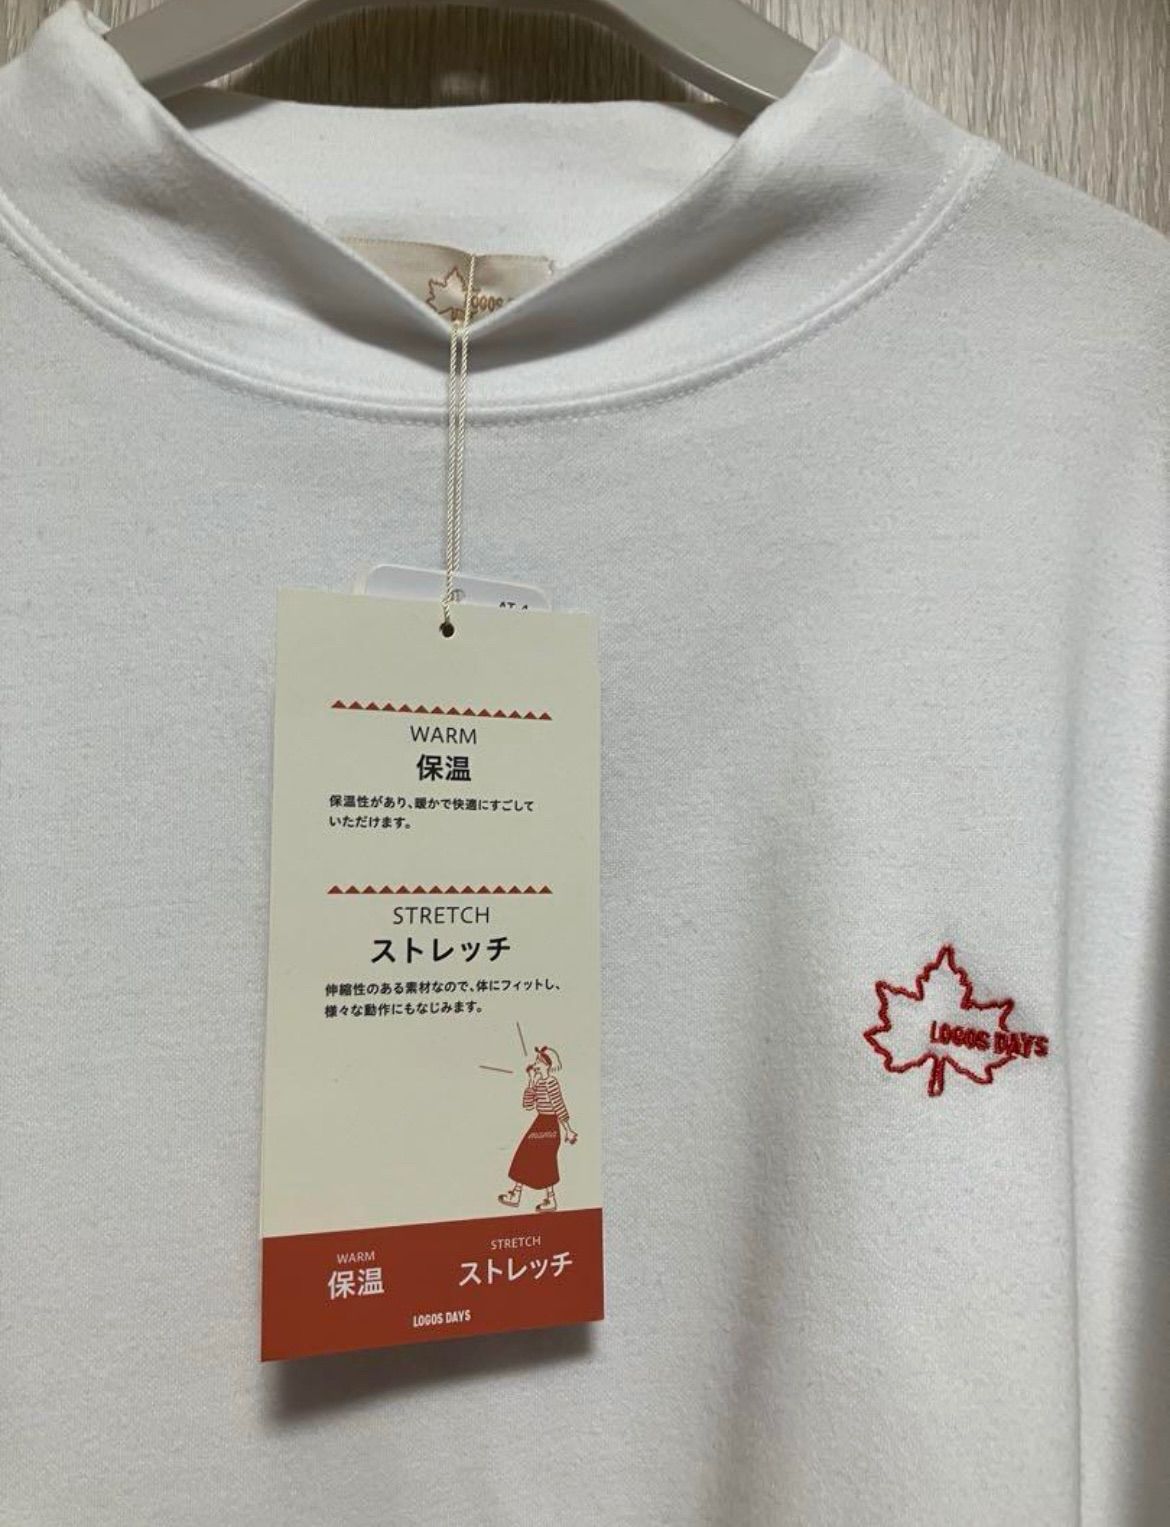 WARM
保温
保温性があり、暖かで快適にすごして
いただけます。
STRETCH
ストレッチ
伸縮性のある素材なので、体にフィットし、
様々な動作にもなじみます。
mama
WARM
保温
STRETCH
ストレッチ
LOGOS DAYS
LOGOS DAYS